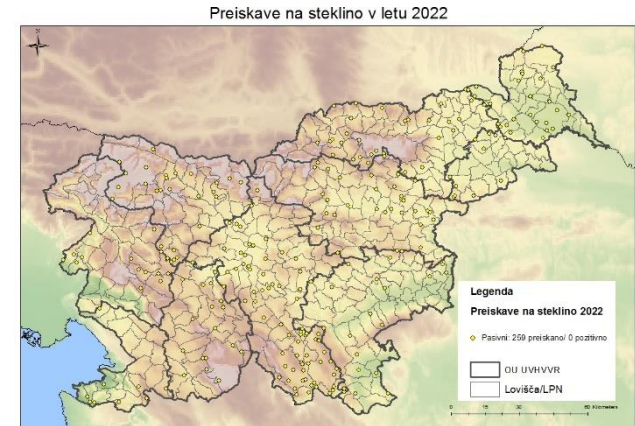 Preiskave na steklino v letu 2022
Legenda
Preiskave na steklino 2022
Pasivni: 259 preiskano/ 0 pozitivno
OU UVHVVR
Lovišča/LPN
0 15 30 60 Kilometers